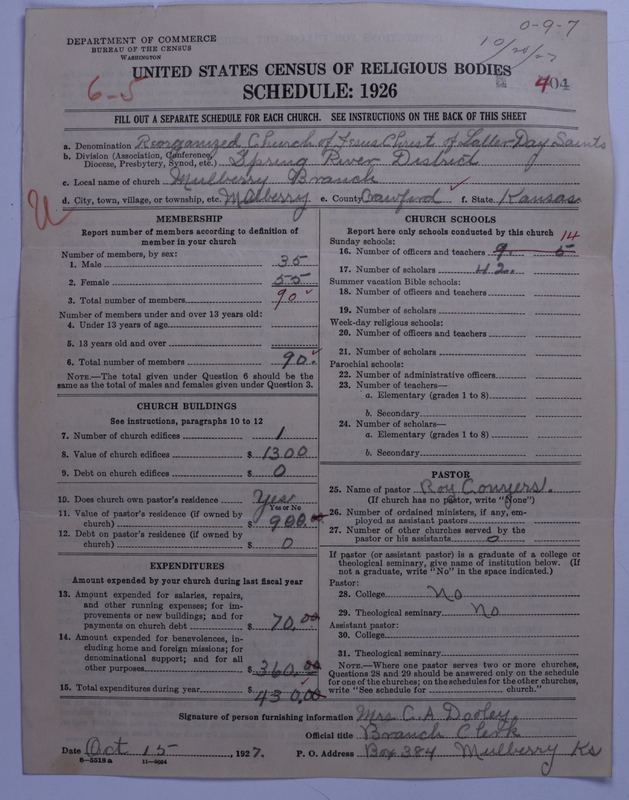 0-9-7
10/20/27
DEPARTMENT OF COMMERCE
BUREAU OF THE CENSUS
WASHINGTON
UNITED STATES CENSUS OF RELIGIOUS BODIES
6-5
SCHEDULE: 1926
404
FILL OUT A SEPARATE SCHEDULE FOR EACH CHURCH. SEE INSTRUCTIONS ON THE BACK OF THIS SHEET
a. Denomination Reorganized Church of Jesus Christ of Latter Day Saints
b. Division (Association, Conference, Diocese, Presbytery, Synod, etc.) Spring River District
c. Local name of church Mulberry Branch
d. City, town, village, or township, etc. Mulberry e. County Crawford f. State Kansas
MEMBERSHIP
Report number of members according to definition of
member in your church
Number of members, by sex:
1. Male 35
2. Female 55
3. Total number of members 90
Number of members under and over 13 years old:
4. Under 13 years of age
5. 13 years old and over
6. Total number of members 90.
NOTE.—The total given under Question 6 should be
same as the total of males and females given under Question 3.
CHURCH BUILDINGS
See instructions, paragraphs 10 to 12
7. Number of church edifices 1
8. Value of church edifices $ 1300
9. Debt on church edifices $ 0
10. Does church own pastor's residence Yes
Yes or No
11. Value of pastor's residence (if owned by
church) $ 900.00
12. Debt on pastor's residence (if owned by
church) $ 0
EXPENDITURES
Amount expended by your church during last fiscal year
13. Amount expended for salaries, repairs,
and other running expenses; for im-
provements or new buildings; and for
payments on church debt $ 70.00
14. Amount expended for benevolences, in-
cluding home and foreign missions; for
denominational support; and for all
other purposes $ 360.00
15. Total expenditures during year $ 430.00
CHURCH SCHOOLS
Report here only schools conducted by this church
Sunday schools: 14
16. Number of officers and teachers 9. 5
17. Number of scholars 42.
Summer vacation Bible schools:
18. Number of officers and teachers
19. Number of scholars
Week-day religious schools:
20. Number of officers and teachers
21. Number of scholars
Parochial schools:
22. Number of administrative officers
23. Number of teachers—
a. Elementary (grades 1 to 8)
b. Secondary
24. Number of scholars—
a. Elementary (grades 1 to 8)
b. Secondary
PASTOR
25. Name of pastor Roy Conyers.
(If church has no pastor, write "None")
26. Number of ordained ministers, if any, em-
ployed as assistant pastors
27. Number of other churches served by the
pastor or his assistants 0
If pastor (or assistant pastor) is a graduate of a college or
theological seminary, give name of institution below. (If
not a graduate, write "No" in the space indicated.)
Pastor:
28. College No
29. Theological seminary No
Assistant pastor:
30. College
31. Theological seminary
NOTE.—Where one pastor serves two or more churches,
Questions 28 and 29 should be answered only on the schedule
for one of the churches; on the schedules for the other churches,
write "See schedule for church."
Signature of person furnishing information Mrs C. A. Dooley.
Official title Branch Clerk
Date Oct 15, 1927. P. O. Address Box 384 Mulberry Ks
8-5518a 11-8664